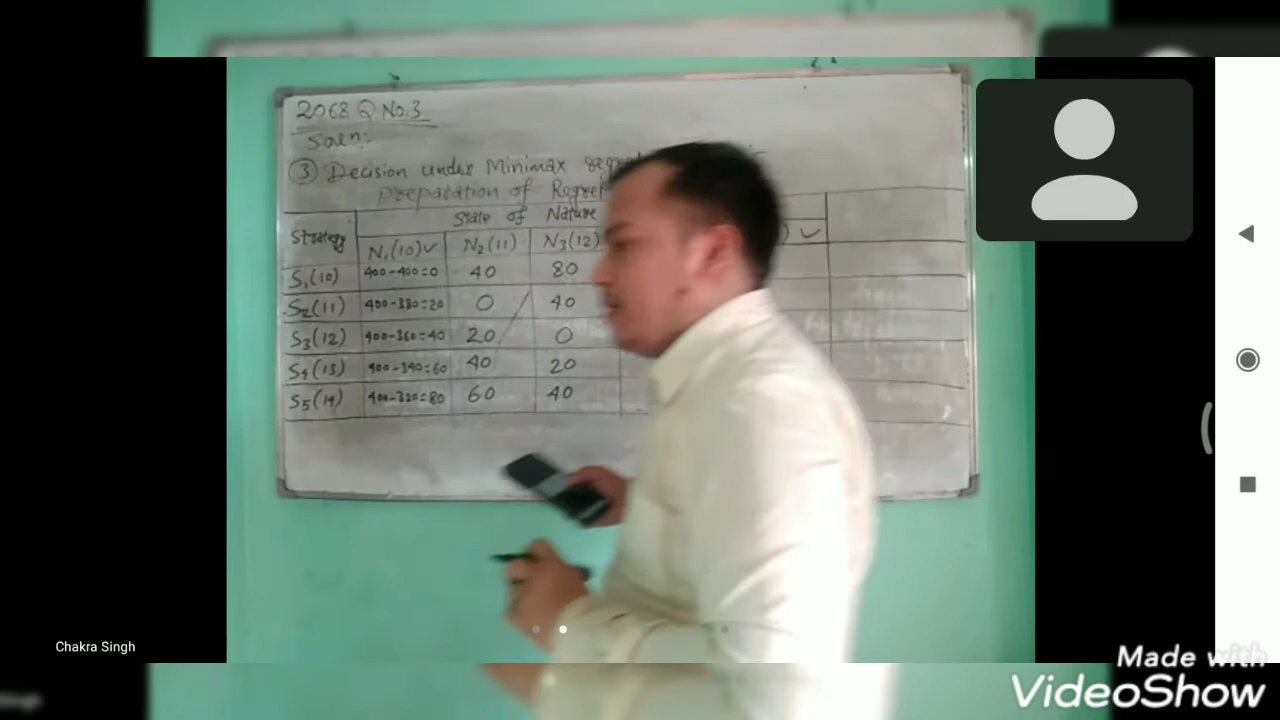 2068 Q.No.3
Soln:-
③ Decision under Minimax
Preparation of Regret
Strategy State of Nature
N₁(10)✓ N₂(11) N₃(12) ✓
S₁(10) 400-400=0 40 80
S₂(11) 400-380=20 0 40
S₃(12) 400-360=40 20 0
S₄(13) 400-340=60 40 20
S₅(14) 400-320=80 60 40
Chakra Singh
Made with
VideoShow